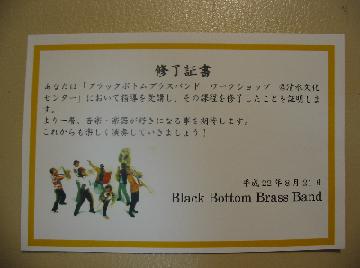 修了証書
あなたは「ブラックボトムブラスバンド ワークショップ @清水文化
センター」において指導を受講し、その課程を修了したことを証明しま
す。
より一層、音楽・楽器が好きになる事を期待します。
これからも楽しく演奏していきましょう!
平成22年8月21日
Black Bottom Brass Band